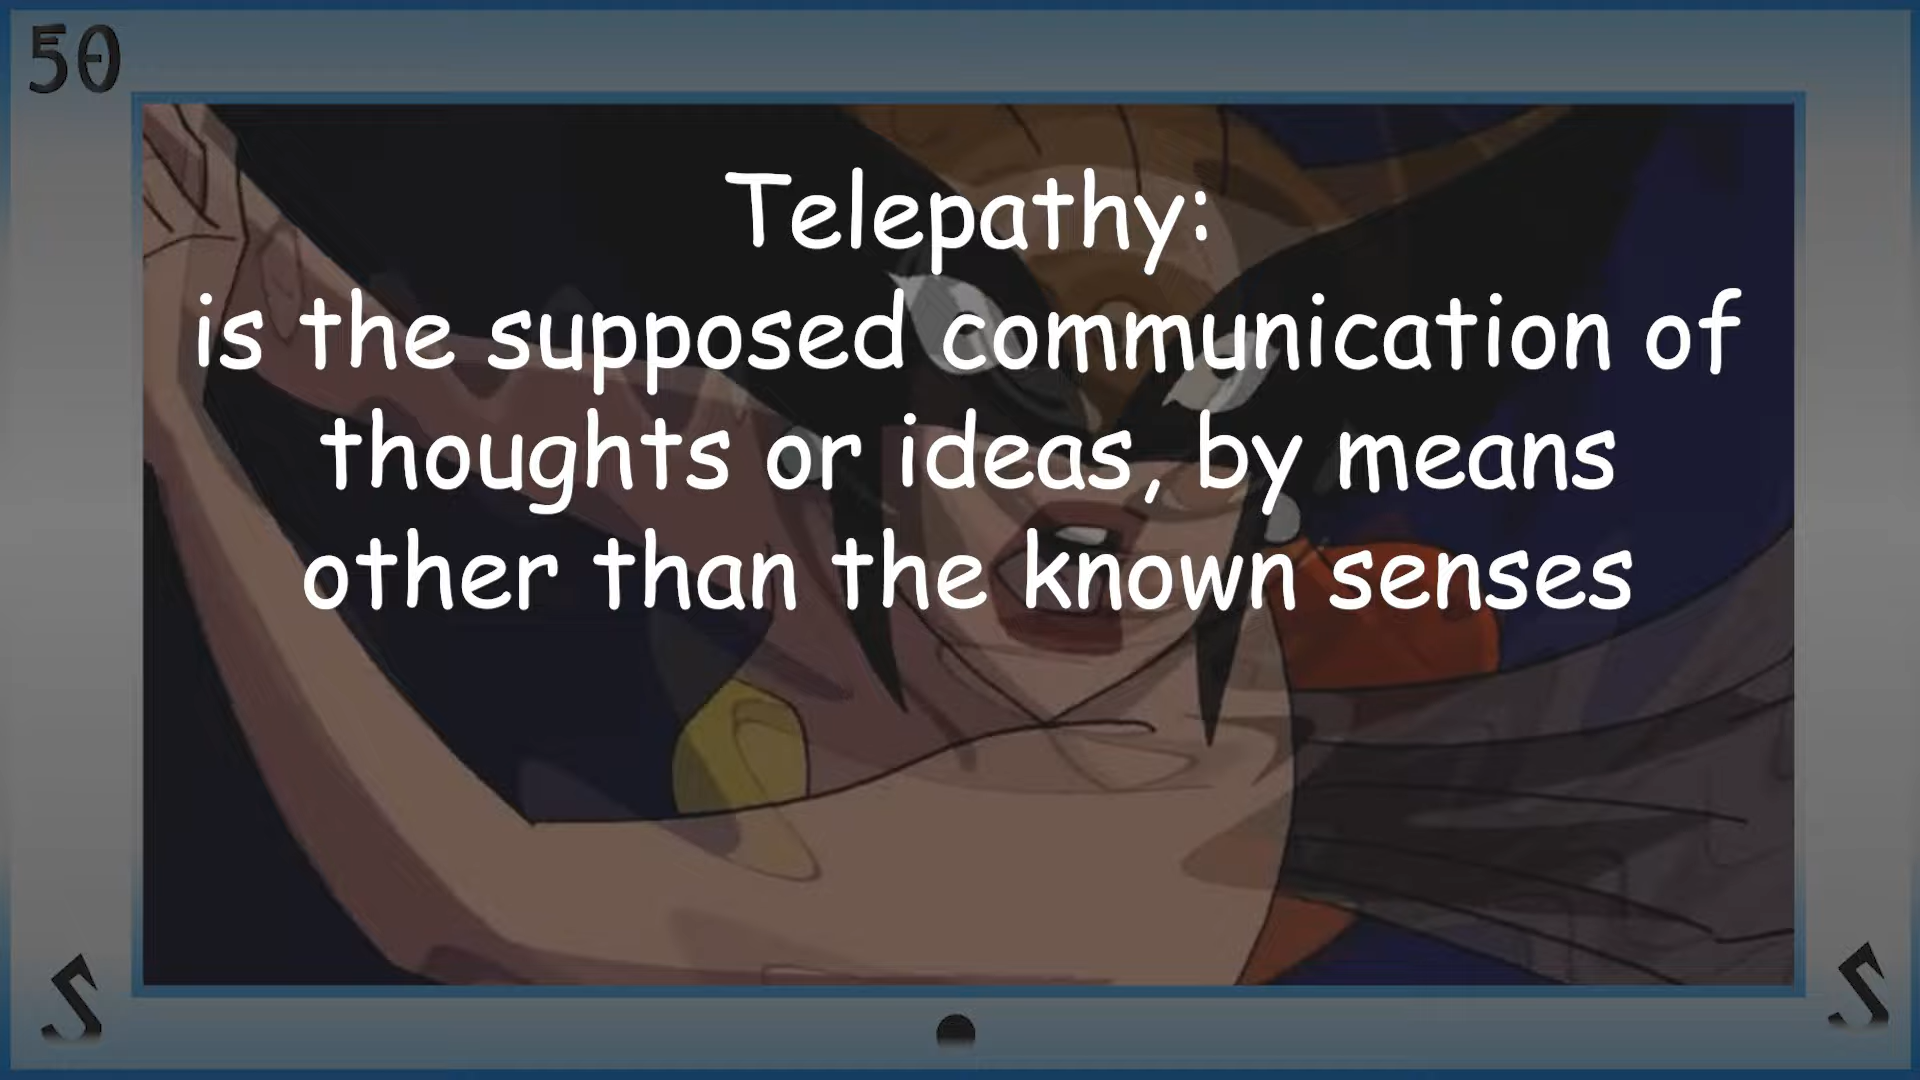 50
Telepathy:
is the supposed communication of
thoughts or ideas, by means
other than the known senses